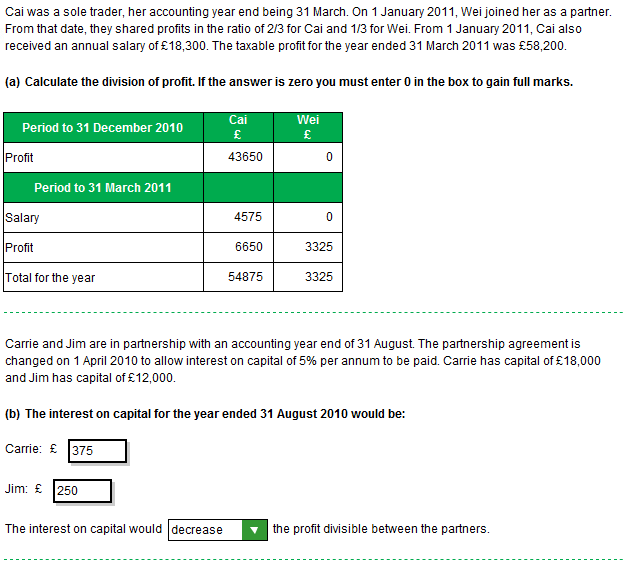 Cai was a sole trader, her accounting year end being 31 March. On 1 January 2011, Wei joined her as a partner.
From that date, they shared profits in the ratio of 2/3 for Cai and 1/3 for Wei. From 1 January 2011, Cai also
received an annual salary of £18,300. The taxable profit for the year ended 31 March 2011 was £58,200.
(a) Calculate the division of profit. If the answer is zero you must enter 0 in the box to gain full marks.
Period to 31 December 2010 Cai £ Wei £
Profit 43650 0
Period to 31 March 2011
Salary 4575 0
Profit 6650 3325
Total for the year 54875 3325
Carrie and Jim are in partnership with an accounting year end of 31 August. The partnership agreement is
changed on 1 April 2010 to allow interest on capital of 5% per annum to be paid. Carrie has capital of £18,000
and Jim has capital of £12,000.
(b) The interest on capital for the year ended 31 August 2010 would be:
Carrie: £ 375
Jim: £ 250
The interest on capital would decrease the profit divisible between the partners.